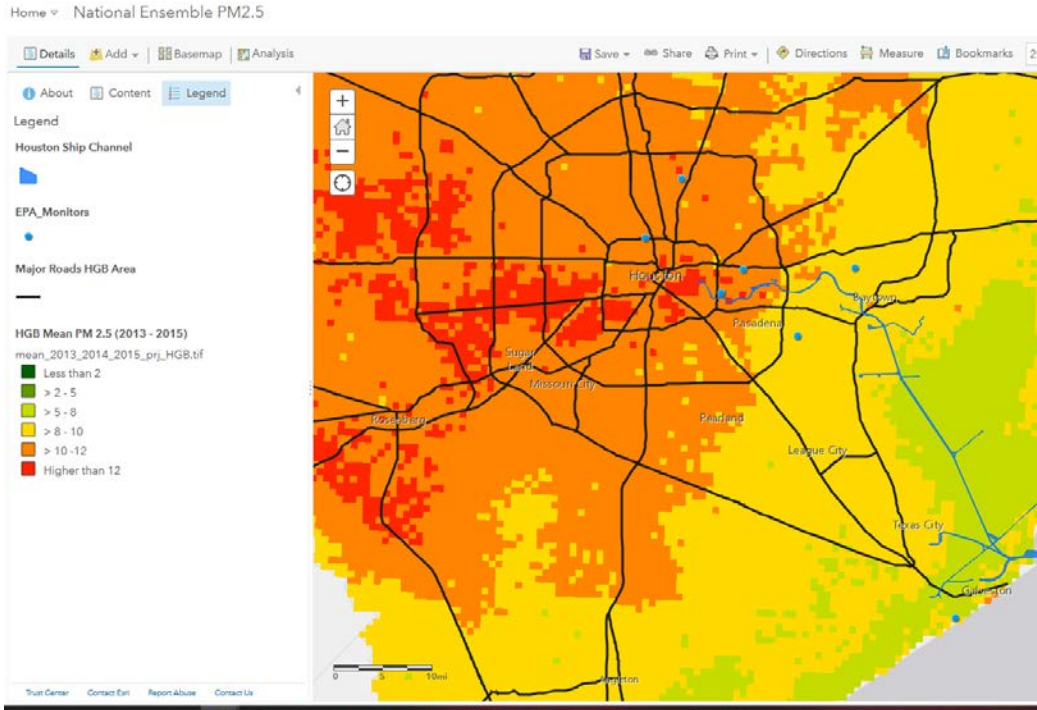 Home National Ensemble PM2.5
Details Add Basemap Analysis Save Share Print Directions Measure Bookmarks 2
About Content Legend
Legend
Houston Ship Channel
EPA_Monitors
Major Roads HGB Area
HGB Mean PM 2.5 (2013 - 2015)
mean_2013_2014_2015_prj_HGB.tif
Less than 2
> 2 - 5
> 5 - 8
> 8 - 10
> 10 -12
Higher than 12
Trust Center Contact Esri Report Abuse Contact Us
+
−
Houston
Baytown
Pasadena
Sugar
Land
Missouri City
Rosenberg
Pearland
League City
Texas City
Galveston
Angleton
0 5 10mi